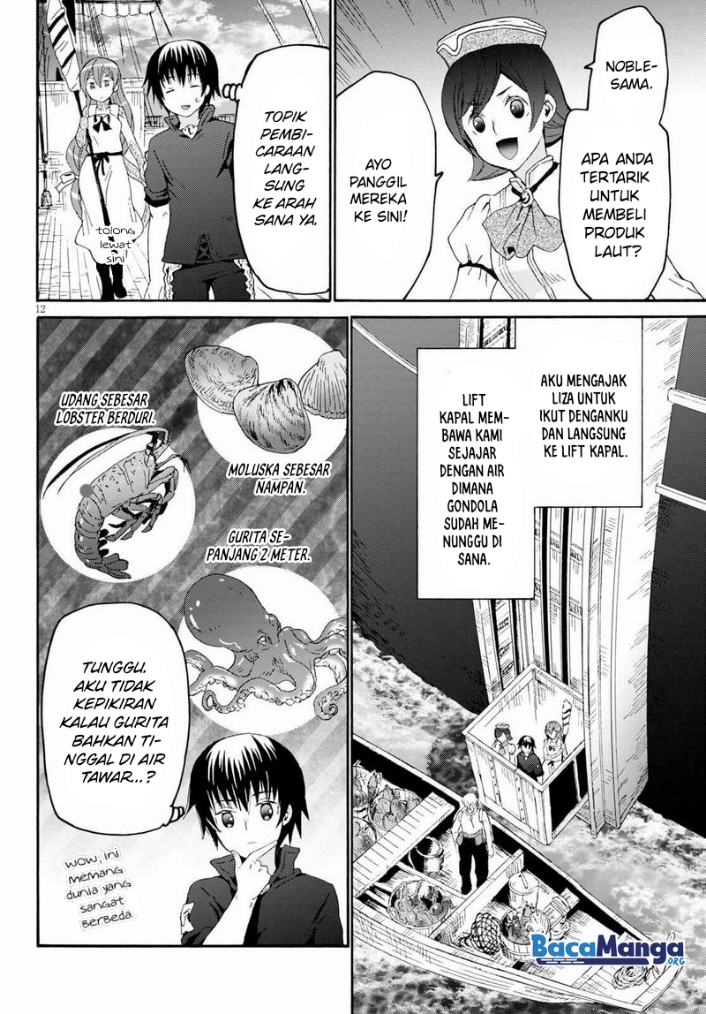 NOBLE-
SAMA.
APA ANDA
TERTARIK
UNTUK
MEMBELI
PRODUK
LAUT?
AYO
PANGGIL
MEREKA
KE SINI!
TOPIK
PEMBI-
CARAAN
LANG-
SUNG
KE ARAH
SANA YA.
tolong
lewat
sini
12
AKU MENGAJAK
LIZA UNTUK
IKUT DENGANKU
DAN LANGSUNG
KE LIFT KAPAL.
LIFT
KAPAL MEM-
BAWA KAMI
SEJAJAR
DENGAN AIR
DIMANA
GONDOLA
SUDAH ME-
NUNGGU DI
SANA.
UDANG SEBESAR
LOBSTER BERDURI.
MOLUSKA SEBESAR
NAMPAN.
GURITA SE-
PANJANG 2 METER.
TUNGGU.
AKU TIDAK
KEPIKIRAN
KALAU GURITA
BAHKAN TI-
NGGAL DI AIR
TAWAR...?
wow, ini
memang
dunia yang
sangat
berbeda.
BacaManga
.ORG